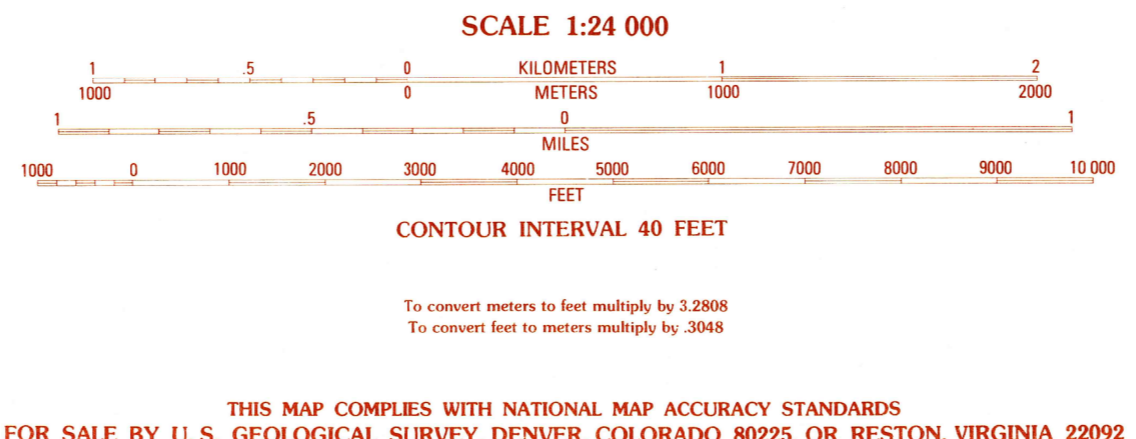 SCALE 1:24 000
1 .5 0 KILOMETERS 1 2
1000 0 METERS 1000 2000
1 .5 0 1
MILES
1000 0 1000 2000 3000 4000 5000 6000 7000 8000 9000 10 000
FEET
CONTOUR INTERVAL 40 FEET
To convert meters to feet multiply by 3.2808
To convert feet to meters multiply by .3048
THIS MAP COMPLIES WITH NATIONAL MAP ACCURACY STANDARDS
FOR SALE BY U. S. GEOLOGICAL SURVEY, DENVER, COLORADO 80225, OR RESTON, VIRGINIA 22092